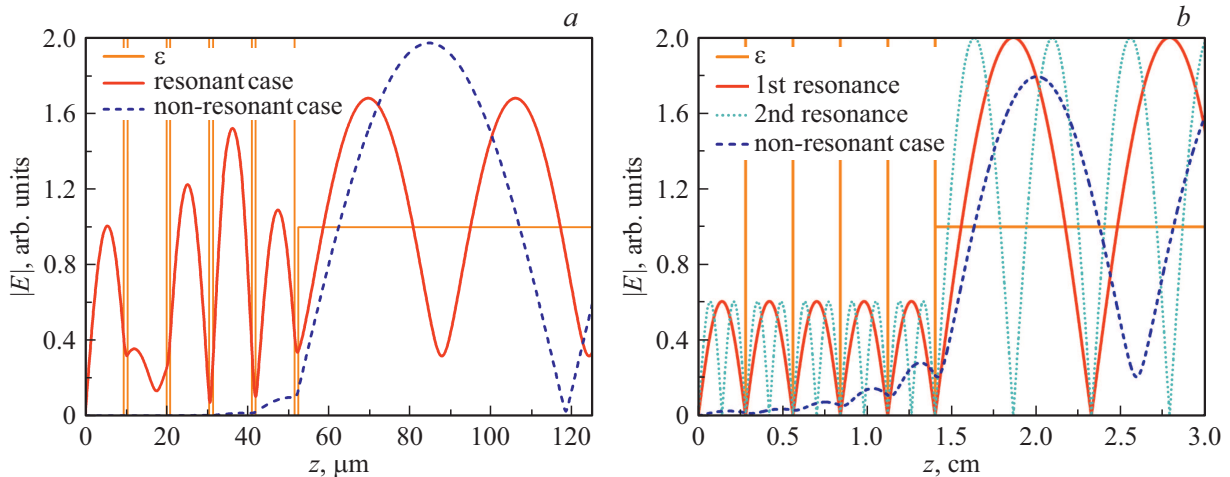 a
2.0
1.6
1.2
0.8
0.4
0
|E|, arb. units
ε
resonant case
non-resonant case
0
20
40
60
80
100
120
z, μm
b
2.0
1.6
1.2
0.8
0.4
0
|E|, arb. units
ε
1st resonance
2nd resonance
non-resonant case
0
0.5
1.0
1.5
2.0
2.5
3.0
z, cm